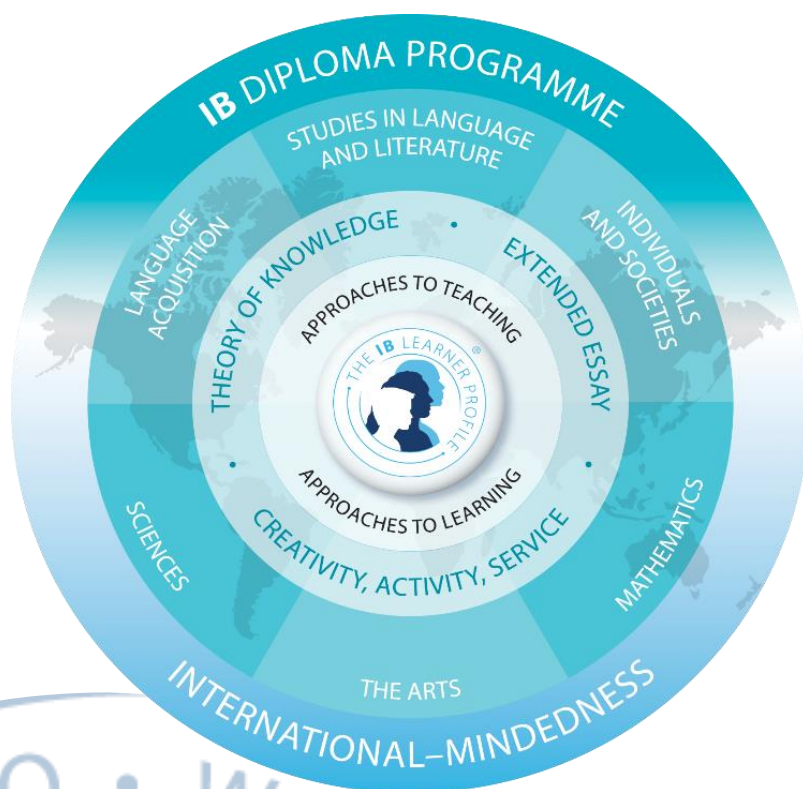 IB DIPLOMA PROGRAMME
STUDIES IN LANGUAGE
AND LITERATURE
LANGUAGE
ACQUISITION
INDIVIDUALS
AND SOCIETIES
THEORY OF KNOWLEDGE
•
EXTENDED ESSAY
APPROACHES TO TEACHING
THE IB LEARNER PROFILE
®
APPROACHES TO LEARNING
•
CREATIVITY, ACTIVITY, SERVICE
•
SCIENCES
MATHEMATICS
THE ARTS
INTERNATIONAL–MINDEDNESS